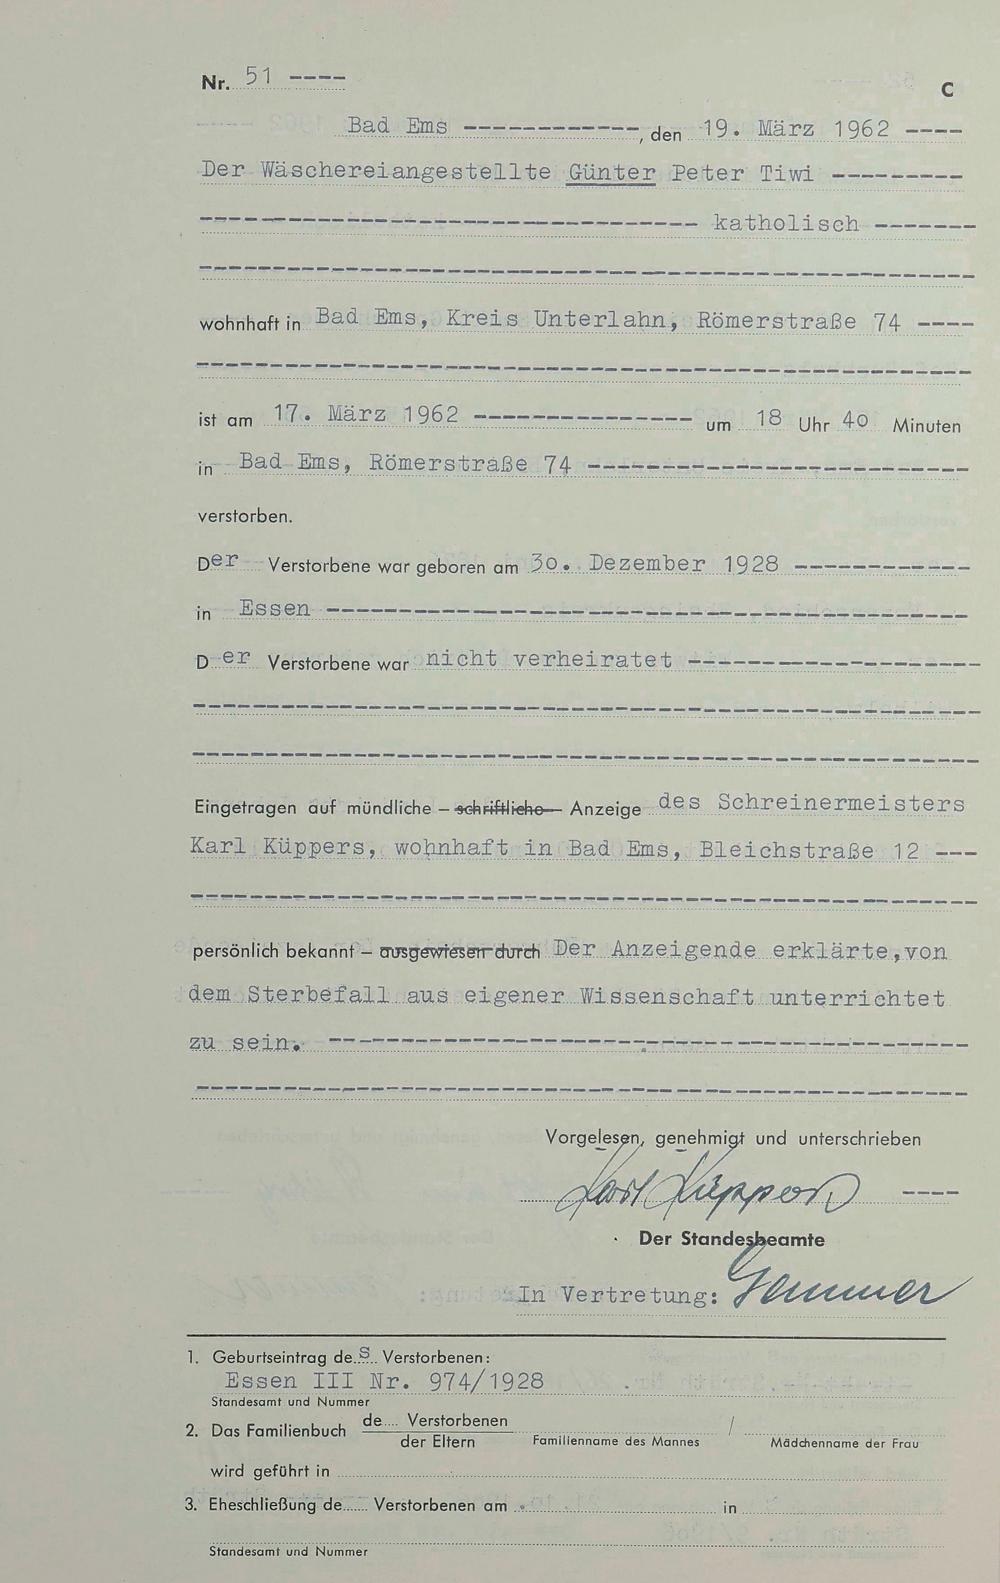 Nr. 51 ----
C
Bad Ems ------------, den 19. März 1962 ----
Der Wäschereiangestellte Günter Peter Tiwi ---------
---------------------------------- katholisch -------
-----------------------------------------------------
wohnhaft in Bad Ems, Kreis Unterlahn, Römerstraße 74 ----
-----------------------------------------------------
ist am 17. März 1962 --------------- um 18 Uhr 40 Minuten
in Bad Ems, Römerstraße 74 --------------------------
verstorben.
Der Verstorbene war geboren am 30. Dezember 1928 ------------
in Essen --------------------------------------------
Der Verstorbene war nicht verheiratet --------------------
-----------------------------------------------------
-----------------------------------------------------
Eingetragen auf mündliche – schriftliche – Anzeige des Schreinermeisters
Karl Küppers, wohnhaft in Bad Ems, Bleichstraße 12 ---
-----------------------------------------------------
persönlich bekannt – ausgewiesen durch Der Anzeigende erklärte, von
dem Sterbefall aus eigener Wissenschaft unterrichtet
zu sein. --------------------------------------------
-----------------------------------------------------
Vorgelesen, genehmigt und unterschrieben
Karl Küppers ----
Der Standesbeamte
In Vertretung: Gemmer
1. Geburtseintrag des Verstorbenen:
Essen III Nr. 974/1928
Standesamt und Nummer
2. Das Familienbuch de.... Verstorbenen /
der Eltern Familienname des Mannes Mädchenname der Frau
wird geführt in
3. Eheschließung de...... Verstorbenen am in
Standesamt und Nummer